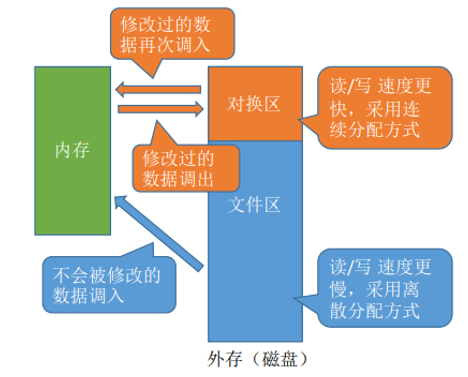 修改过的数
据再次调入
内存
对换区
读/写 速度更
快，采用连
续分配方式
修改过的
数据调出
文件区
不会被修改的
数据调入
读/写 速度更
慢，采用离
散分配方式
外存（磁盘）